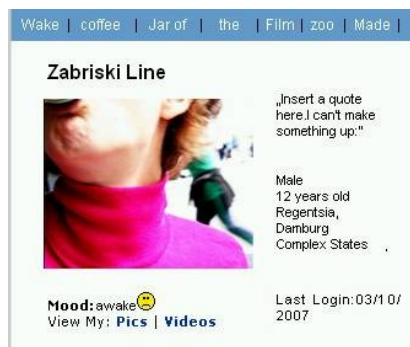 Wake | coffee | Jar of | the | Film | zoo | Made |
Zabriski Line
„Insert a quote
here.I can't make
something up:"
Male
12 years old
Regentsia,
Damburg
Complex States .
Mood:awake
View My: Pics | Videos
Last Login:03/10/
2007